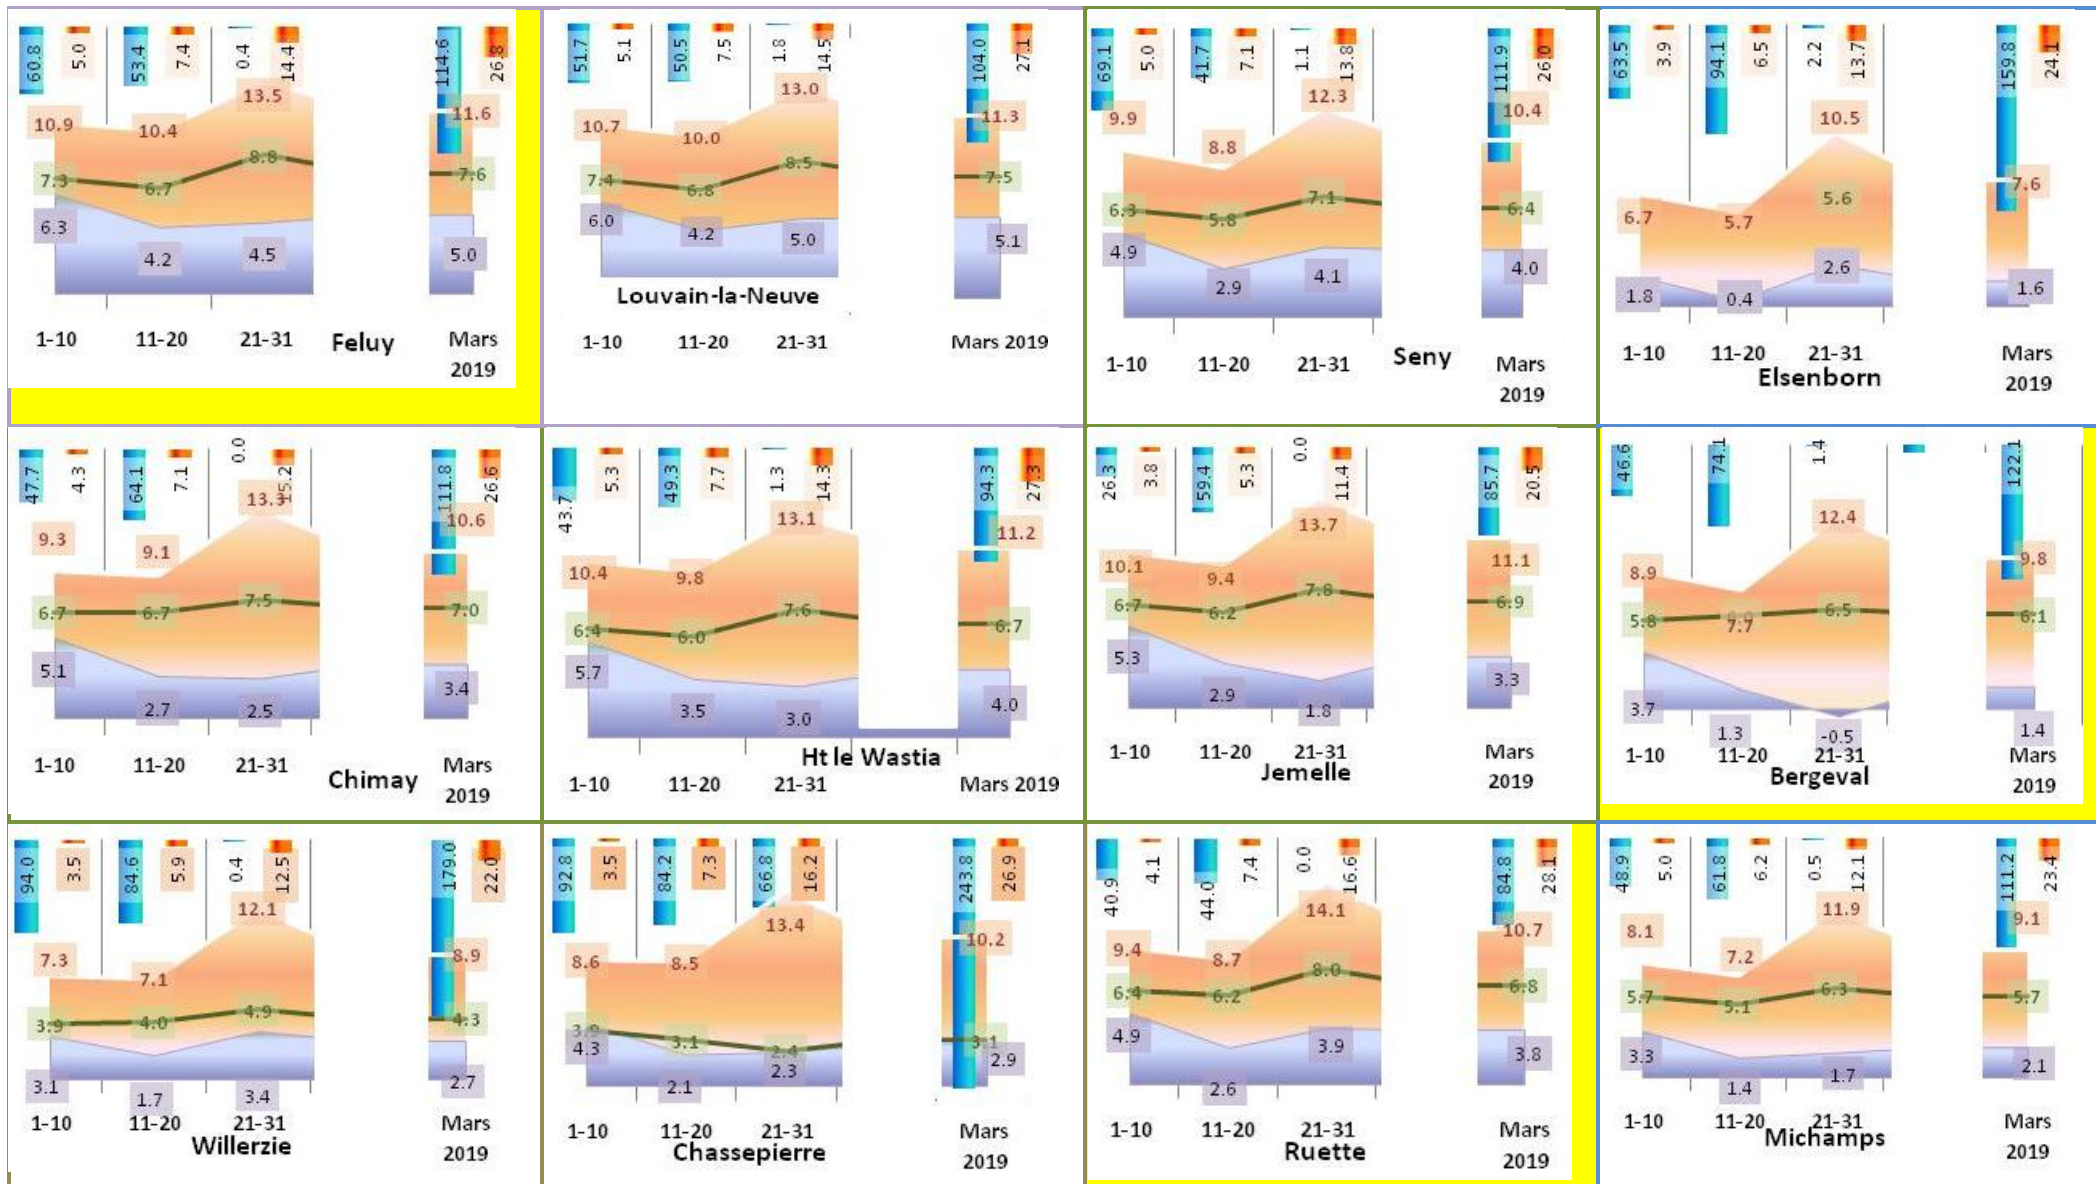 60.8 5.0 53.4 7.4 0.4 14.4 114.6 26.8
13.5
10.9 10.4 11.6
7.3 6.7 8.8 7.6
6.3 4.2 4.5 5.0
1-10 11-20 21-31 Feluy Mars
2019
51.7 5.1 50.5 7.5 1.8 14.5 104.0 27.1
13.0
10.7 10.0 11.3
7.4 6.8 8.5 7.5
6.0 4.2 5.0 5.1
Louvain-la-Neuve
1-10 11-20 21-31 Mars 2019
69.1 5.0 41.7 7.1 1.1 13.8 111.9 26.0
12.3
9.9 8.8 10.4
6.3 5.8 7.1 6.4
4.9 2.9 4.1 4.0
1-10 11-20 21-31 Seny Mars
2019
63.5 3.9 94.1 6.5 2.2 13.7 159.8 24.1
10.5
6.7 5.7 5.6 7.6
1.8 0.4 2.6 1.6
1-10 11-20 21-31 Mars
Elsenborn 2019
47.7 4.3 64.1 7.1 0.0 15.2 111.8 26.6
13.3
9.3 9.1 10.6
6.7 6.7 7.5 7.0
5.1 2.7 2.5 3.4
1-10 11-20 21-31 Mars
Chimay 2019
43.7 5.3 49.3 7.7 1.3 14.3 94.3 27.3
13.1
10.4 9.8 11.2
6.4 6.0 7.6 6.7
5.7 3.5 3.0 4.0
Ht le Wastia
1-10 11-20 21-31 Mars 2019
26.3 3.8 59.4 5.3 0.0 11.4 85.7 20.5
13.7
10.1 9.4 11.1
6.7 6.2 7.8 6.9
5.3 2.9 1.8 3.3
1-10 11-20 21-31 Mars
Jemelle 2019
46.6 74.1 1.4 122.1
12.4
8.9 7.7 9.8
5.8 6.5 6.1
3.7 1.3 -0.5 1.4
1-10 11-20 21-31 Mars
Bergeval 2019
94.0 3.5 84.6 5.9 0.4 12.5 179.0 22.0
12.1
7.3 7.1 8.9
3.9 4.0 4.9 4.3
3.1 1.7 3.4 2.7
1-10 11-20 21-31 Mars
Willerzie 2019
92.8 3.5 84.2 7.3 66.8 16.2 243.8 26.9
13.4
8.6 8.5 10.2
3.9 3.1 2.4 3.1
4.3 2.1 2.3 2.9
1-10 11-20 21-31 Mars
Chassepierre 2019
40.9 4.1 44.0 7.4 0.0 16.6 84.8 28.1
14.1
9.4 8.7 10.7
6.4 6.2 8.0 6.8
4.9 2.6 3.9 3.8
1-10 11-20 21-31 Mars
Ruette 2019
48.9 5.0 61.8 6.2 0.5 12.1 111.2 23.4
11.9
8.1 7.2 9.1
5.7 5.1 6.3 5.7
3.3 1.4 1.7 2.1
1-10 11-20 21-31 Mars
Michamps 2019